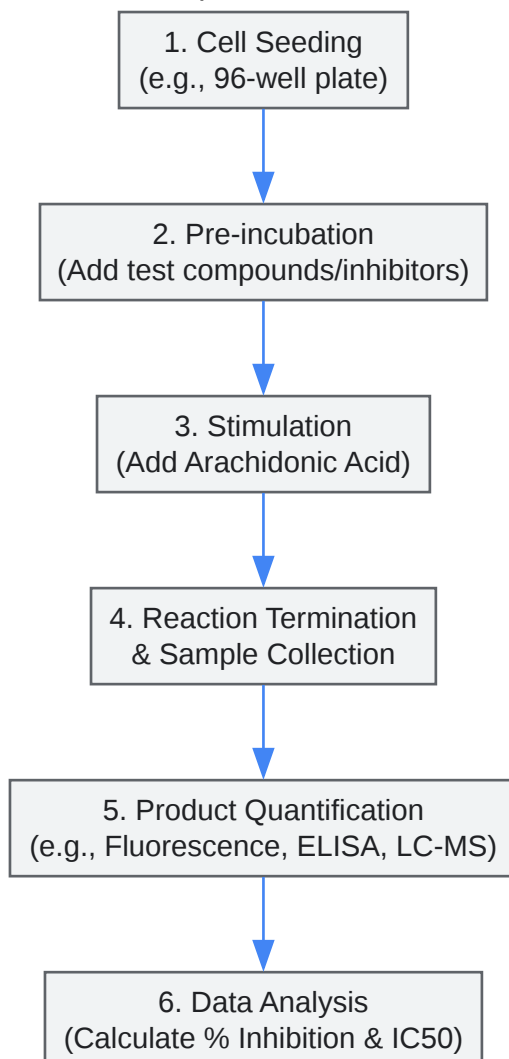 1. Cell Seeding
(e.g., 96-well plate)
2. Pre-incubation
(Add test compounds/inhibitors)
3. Stimulation
(Add Arachidonic Acid)
4. Reaction Termination
& Sample Collection
5. Product Quantification
(e.g., Fluorescence, ELISA, LC-MS)
6. Data Analysis
(Calculate % Inhibition & IC50)